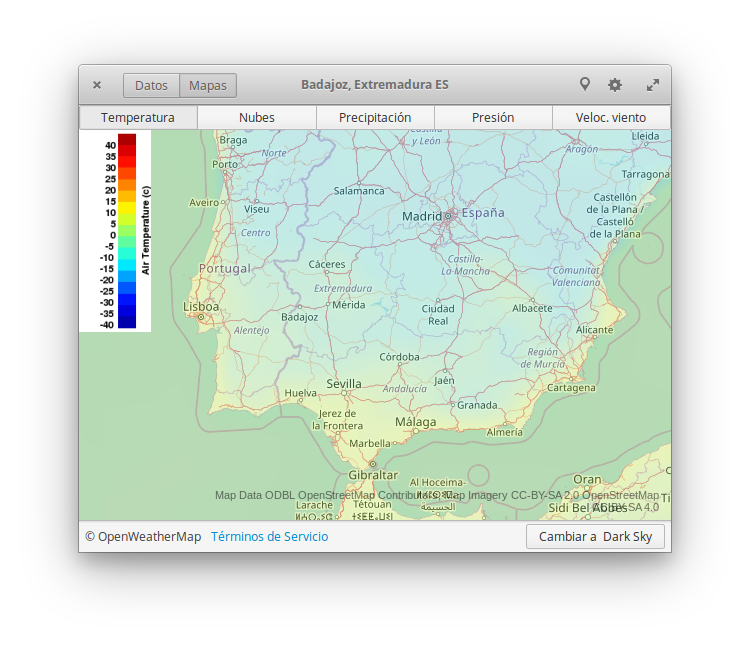 Datos
Mapas
Badajoz, Extremadura ES
Temperatura
Nubes
Precipitación
Presión
Veloc. viento
40
35
30
25
20
15
10
5
0
-5
-10
-15
-20
-25
-30
-35
-40
Air Temperature (c)
Braga
Norte
Porto
Castilla
y León
Aragón
Lleida
Tarragona
Salamanca
Aveiro
Viseu
Madrid
España
Castellón
de la Plana /
Castelló
de la Plana
Centro
Portugal
Cáceres
Castilla-
La Mancha
Comunitat
Valenciana
Extremadura
Lisboa
Mérida
Badajoz
Ciudad
Real
Albacete
Alentejo
Alicante
Córdoba
Región
de Murcia
Sevilla
Jaén
Andalucía
Cartagena
Huelva
Granada
Jerez de
la Frontera
Málaga
Almería
Marbella
Gibraltar
Al Hoceima-
Oran
Map Data ODBL OpenStreetMap Contributors, Map Imagery CC-BY-SA 2.0 OpenStreetMap
CC-BY-SA 4.0
Larache
Tétouan
الحسيمة
Sidi Bel Abbès
© OpenWeatherMap
Términos de Servicio
Cambiar a Dark Sky